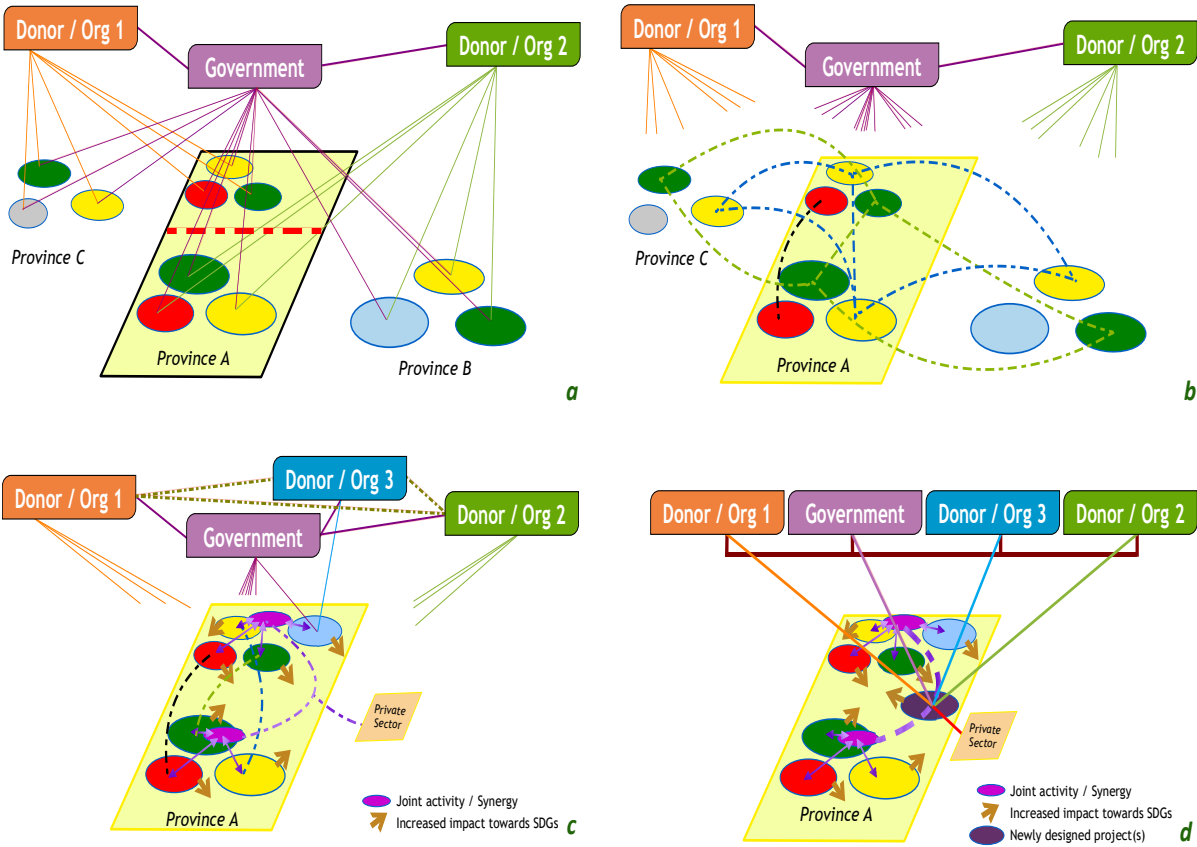 Donor / Org 1
Government
Donor / Org 2
Province C
Province A
Province B
a
Donor / Org 1
Government
Donor / Org 2
Province C
Province A
b
Donor / Org 1
Donor / Org 3
Donor / Org 2
Government
Private
Sector
Province A
Joint activity / Synergy
Increased impact towards SDGs
c
Donor / Org 1
Government
Donor / Org 3
Donor / Org 2
Private
Sector
Province A
Joint activity / Synergy
Increased impact towards SDGs
Newly designed project(s)
d